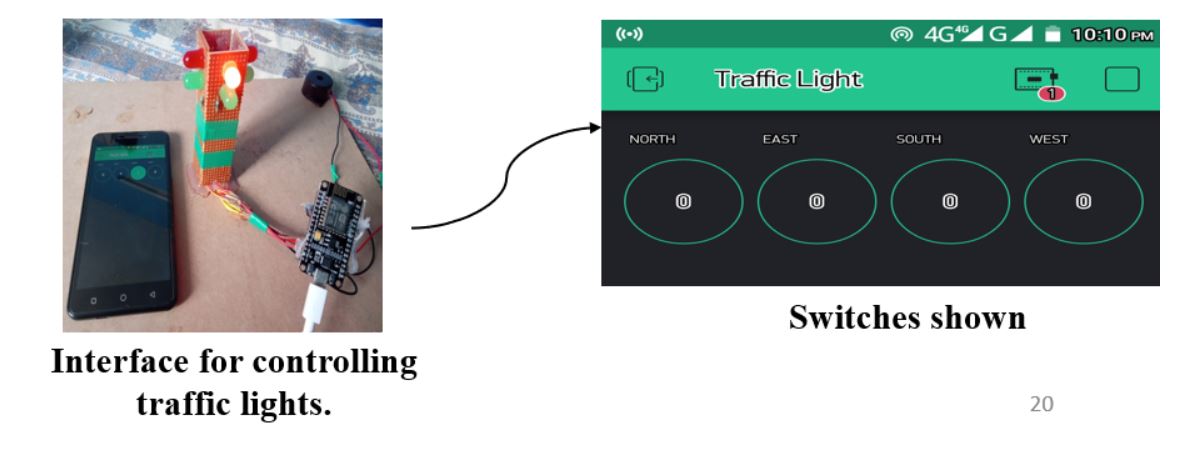 4G 4G G 10:10 PM
Traffic Light
1
NORTH EAST SOUTH WEST
0 0 0 0
Switches shown
Interface for controlling
traffic lights.
20